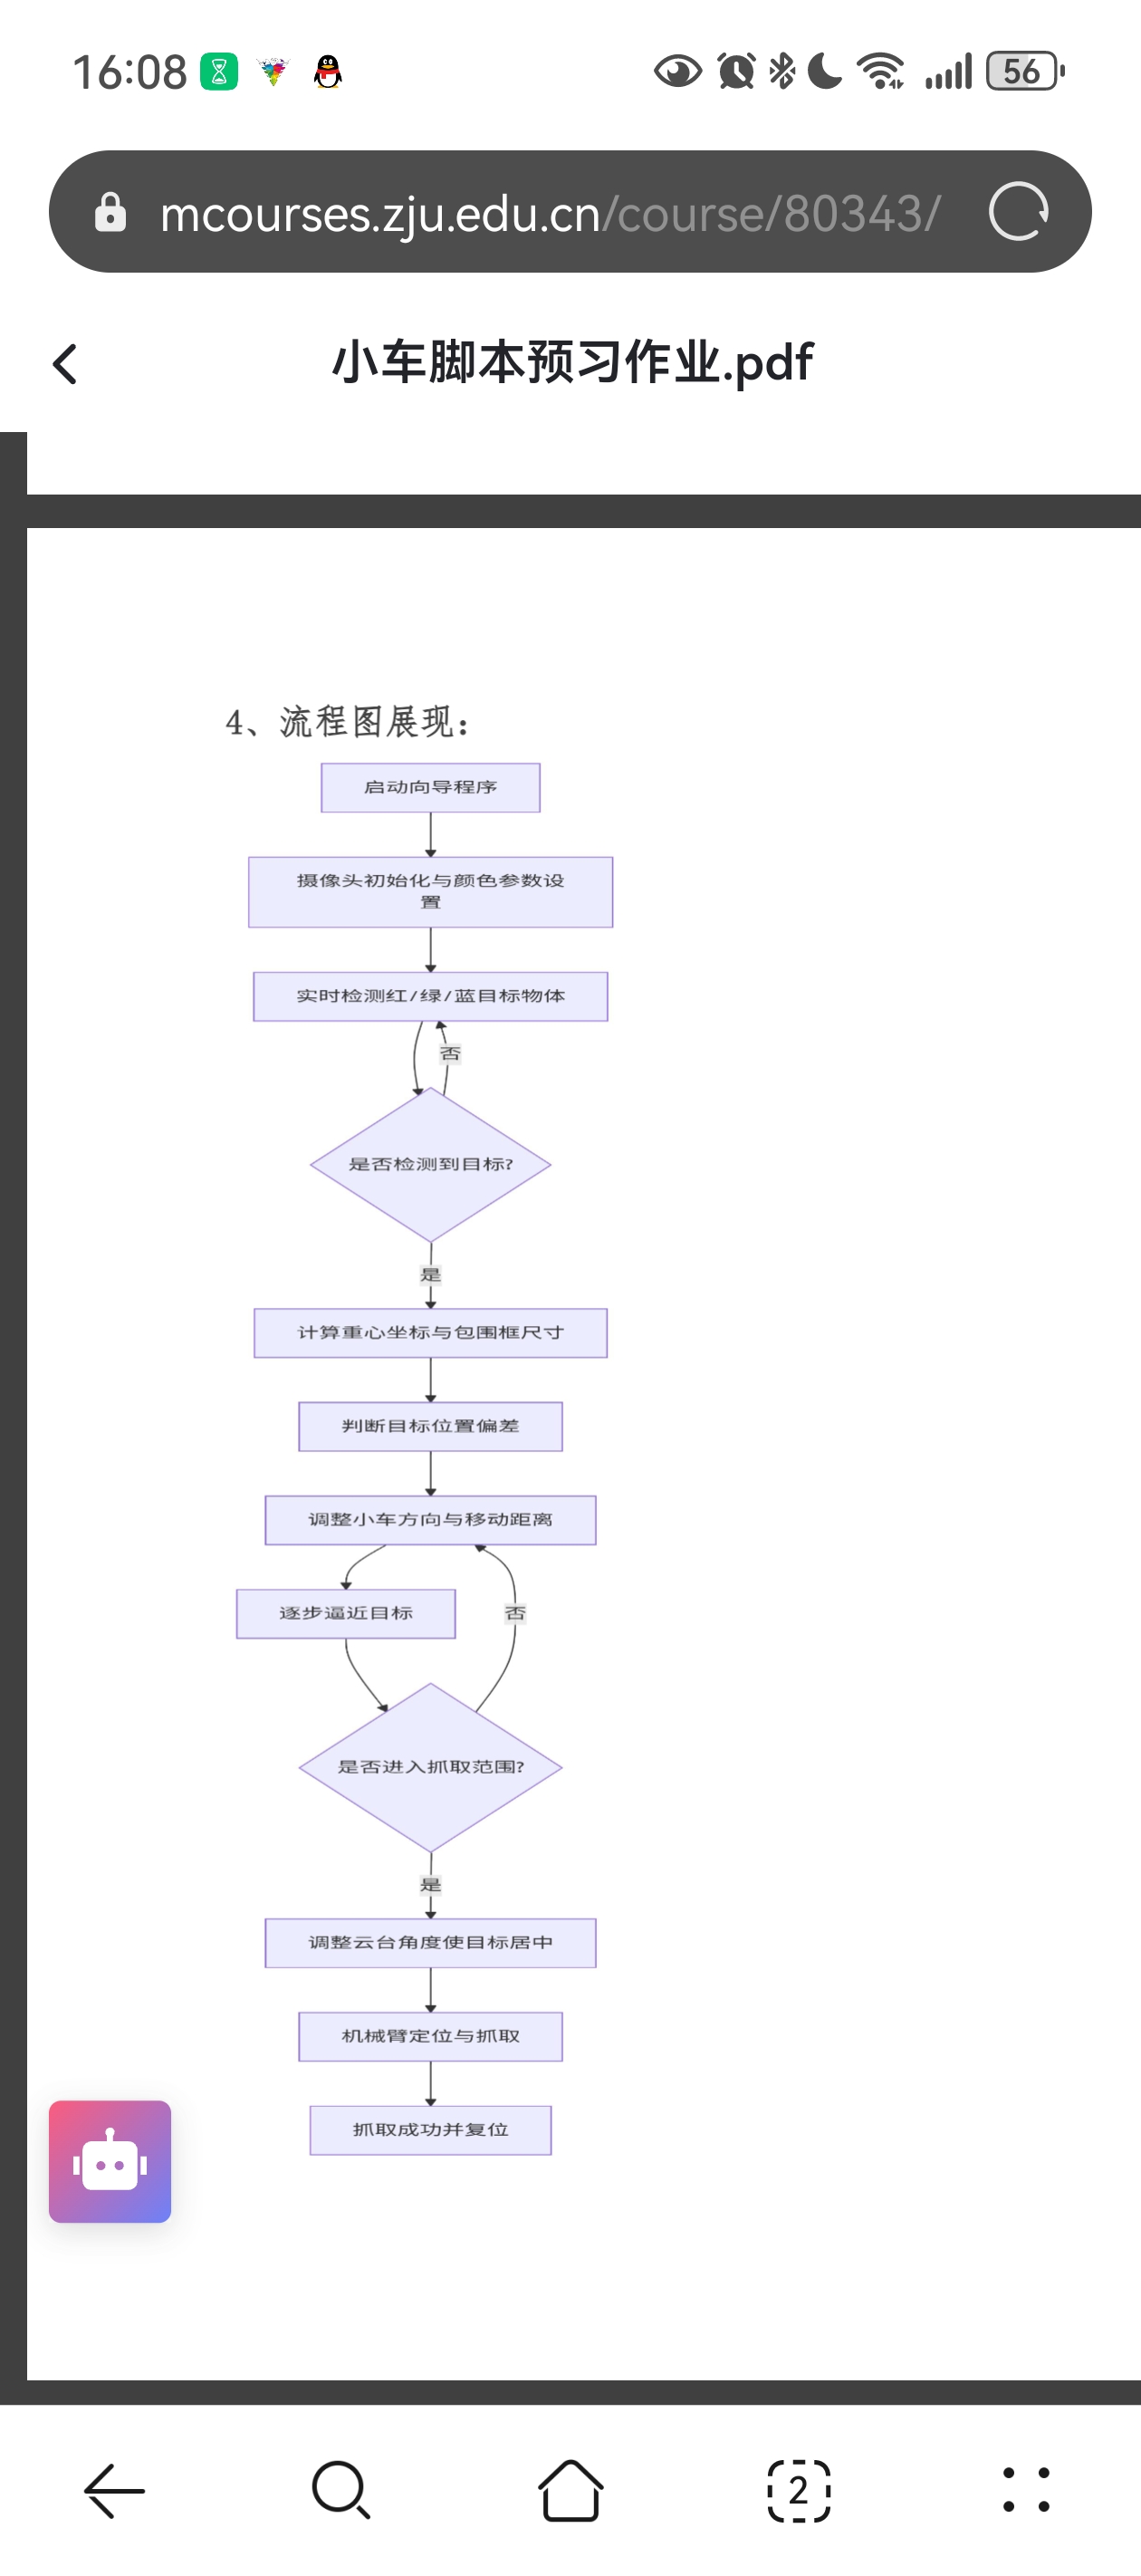 16:08
56
mcourses.zju.edu.cn/course/80343/
小车脚本预习作业.pdf
4、流程图展现：
启动向导程序
摄像头初始化与颜色参数设
置
实时检测红/绿/蓝目标物体
否
是否检测到目标?
是
计算重心坐标与包围框尺寸
判断目标位置偏差
调整小车方向与移动距离
逐步逼近目标
否
是否进入抓取范围?
是
调整云台角度使目标居中
机械臂定位与抓取
抓取成功并复位
2